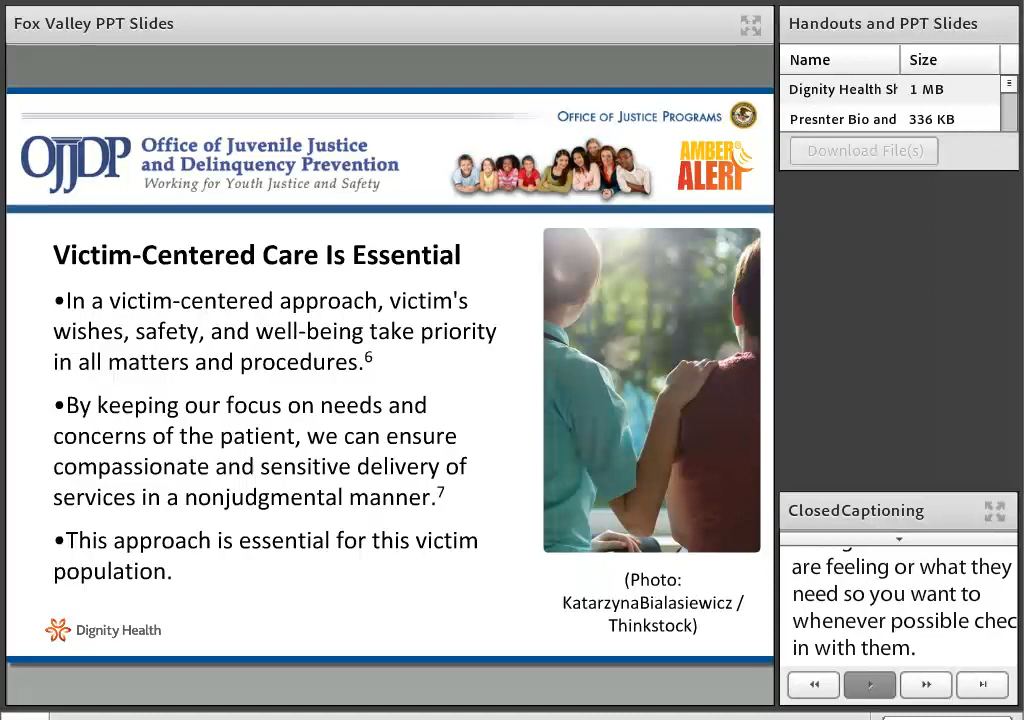 Fox Valley PPT Slides
OFFICE OF JUSTICE PROGRAMS
OJJDP
Office of Juvenile Justice
and Delinquency Prevention
Working for Youth Justice and Safety
AMBER
ALERT
Victim-Centered Care Is Essential
•In a victim-centered approach, victim's
wishes, safety, and well-being take priority
in all matters and procedures.6
•By keeping our focus on needs and
concerns of the patient, we can ensure
compassionate and sensitive delivery of
services in a nonjudgmental manner.7
•This approach is essential for this victim
population.
(Photo:
KatarzynaBialasiewicz /
Thinkstock)
Dignity Health
Handouts and PPT Slides
Name Size
Dignity Health Sh 1 MB
Presnter Bio and 336 KB
Download File(s)
ClosedCaptioning
are feeling or what they
need so you want to
whenever possible chec
in with them.